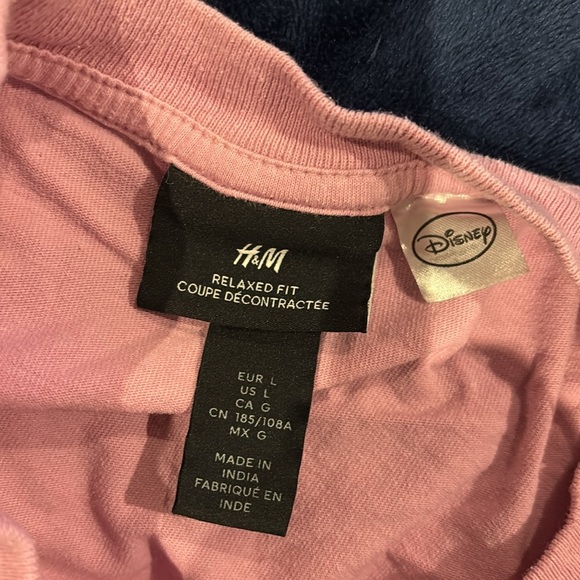 H&M
RELAXED FIT
COUPE DÉCONTRACTÉE
Disney
EUR L
US L
CA G
CN 185/108A
MX G
MADE IN
INDIA
FABRIQUÉ EN
INDE